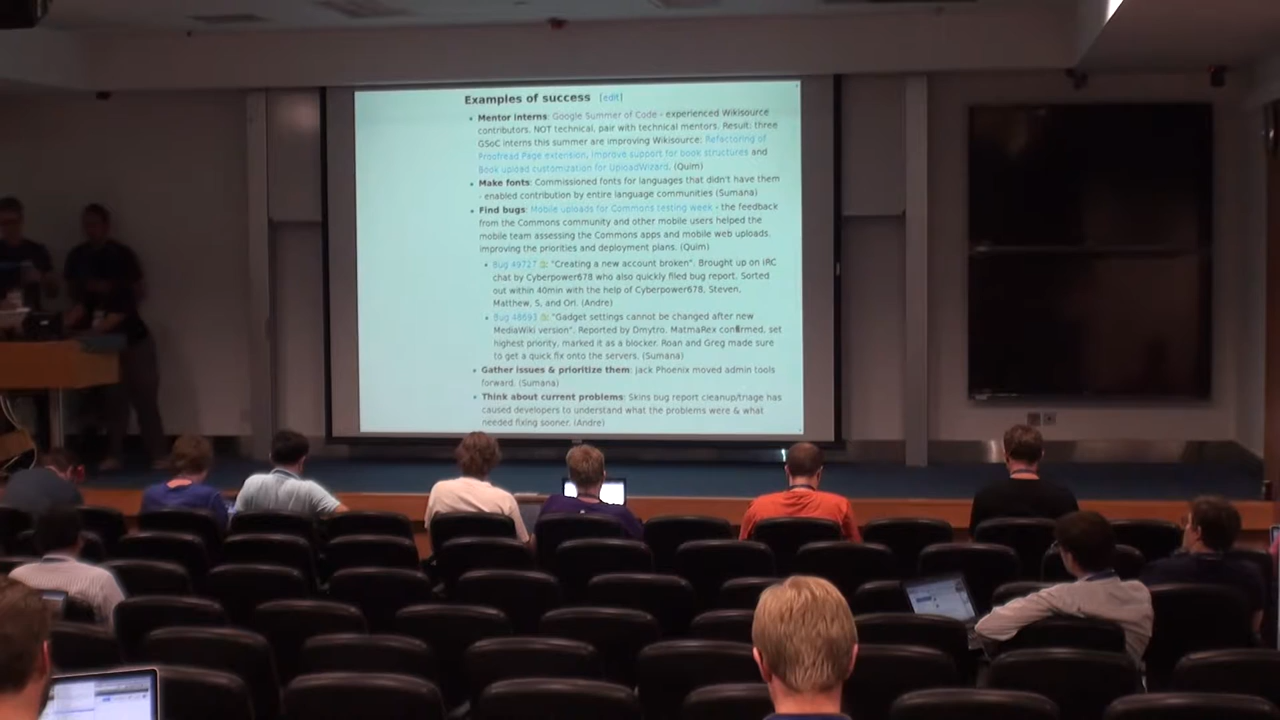 Examples of success [edit]
Mentor interns: Google Summer of Code - experienced Wikisource
contributors, NOT technical, pair with technical mentors. Result: three
GSoC interns this summer are improving Wikisource: Refactoring of
Proofread Page extension, Improve support for book structures and
Book upload customization for UploadWizard. (Quim)
Make fonts: Commissioned fonts for languages that didn't have them
- enabled contribution by entire language communities (Sumana)
Find bugs: Mobile uploads for Commons testing week - the feedback
from the Commons community and other mobile users helped the
mobile team assessing the Commons apps and mobile web uploads,
improving the priorities and deployment plans. (Quim)
Bug 49727 "Creating a new account broken". Brought up on IRC
chat by Cyberpower678 who also quickly filed bug report. Sorted
out within 40min with the help of Cyberpower678, Steven,
Matthew, S, and Ori. (Andre)
Bug 48693 "Gadget settings cannot be changed after new
MediaWiki version". Reported by Dmytro. MatmaRex confirmed, set
highest priority, marked it as a blocker. Roan and Greg made sure
to get a quick fix onto the servers. (Sumana)
Gather issues & prioritize them: Jack Phoenix moved admin tools
forward. (Sumana)
Think about current problems: Skins bug report cleanup/triage has
caused developers to understand what the problems were & what
needed fixing sooner. (Andre)